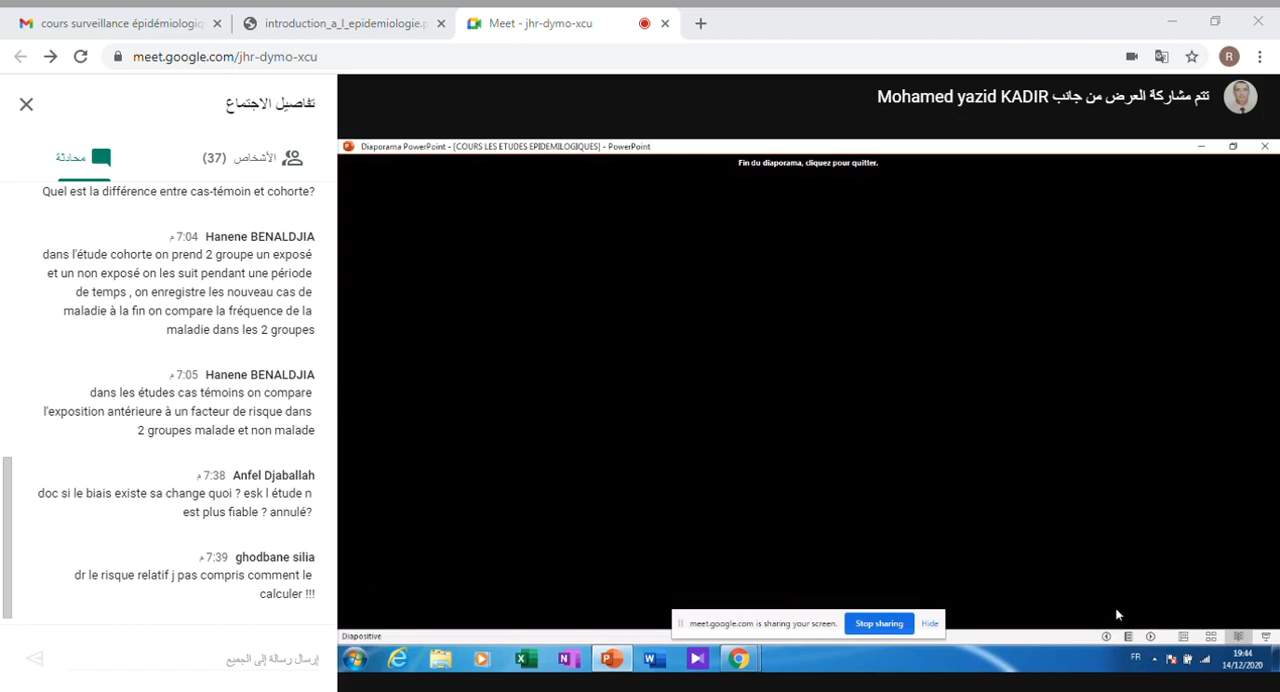 cours surveillance épidémiologiq
introduction_a_l_epidemiologie.p
Meet - jhr-dymo-xcu
meet.google.com/jhr-dymo-xcu
R
تفاصيل الاجتماع
الأشخاص (37)
محادثة
Quel est la différence entre cas-témoin et cohorte?
Hanene BENALDJIA 7:04 م
dans l'étude cohorte on prend 2 groupe un exposé
et un non exposé on les suit pendant une période
de temps , on enregistre les nouveau cas de
maladie à la fin on compare la fréquence de la
maladie dans les 2 groupes
Hanene BENALDJIA 7:05 م
dans les études cas témoins on compare
l'exposition antérieure à un facteur de risque dans
2 groupes malade et non malade
Anfel Djaballah 7:38 م
doc si le biais existe sa change quoi ? esk l étude n
est plus fiable ? annulé?
ghodbane silia 7:39 م
dr le risque relatif j pas compris comment le
calculer !!!
إرسال رسالة إلى الجميع
تتم مشاركة العرض من جانب Mohamed yazid KADIR
Diaporama PowerPoint - [COURS LES ETUDES EPIDEMILOGIQUES] - PowerPoint
Fin du diaporama, cliquez pour quitter.
meet.google.com is sharing your screen.
Stop sharing
Hide
Diapositive
FR
19:44
14/12/2020